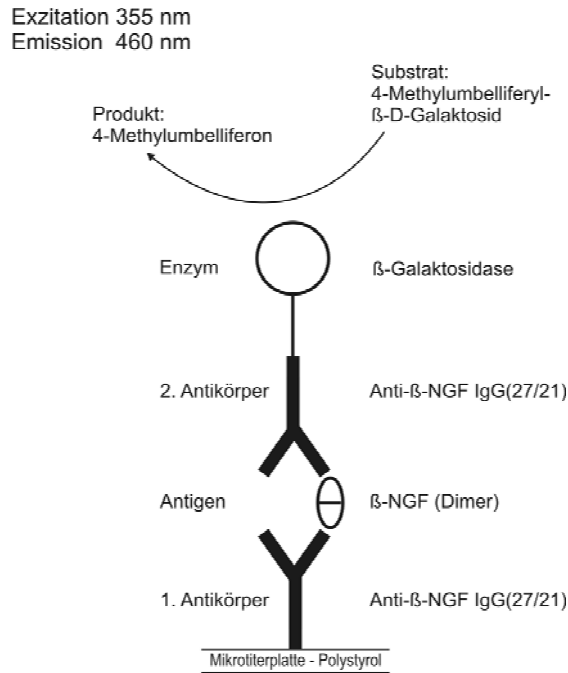 Exzitation 355 nm
Emission 460 nm
Substrat:
4-Methylumbelliferyl-
ß-D-Galaktosid
Produkt:
4-Methylumbelliferon
Enzym
ß-Galaktosidase
2. Antikörper
Anti-ß-NGF IgG(27/21)
Antigen
ß-NGF (Dimer)
1. Antikörper
Anti-ß-NGF IgG(27/21)
Mikrotiterplatte - Polystyrol